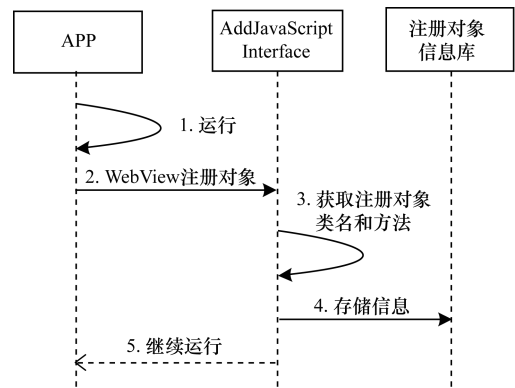 APP
AddJavaScript
Interface
注册对象
信息库
1. 运行
2. WebView注册对象
3. 获取注册对象
类名和方法
4. 存储信息
5. 继续运行